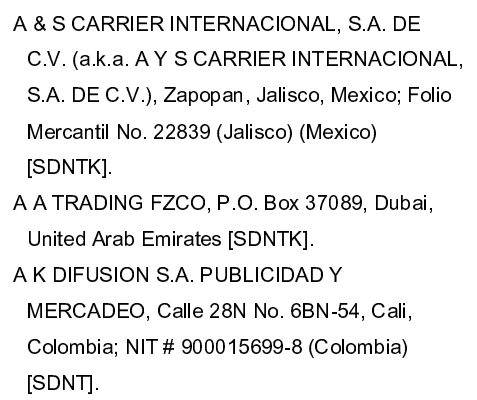 A & S CARRIER INTERNACIONAL, S.A. DE
C.V. (a.k.a. A Y S CARRIER INTERNACIONAL,
S.A. DE C.V.), Zapopan, Jalisco, Mexico; Folio
Mercantil No. 22839 (Jalisco) (Mexico)
[SDNTK].
A A TRADING FZCO, P.O. Box 37089, Dubai,
United Arab Emirates [SDNTK].
A K DIFUSION S.A. PUBLICIDAD Y
MERCADEO, Calle 28N No. 6BN-54, Cali,
Colombia; NIT # 900015699-8 (Colombia)
[SDNT].